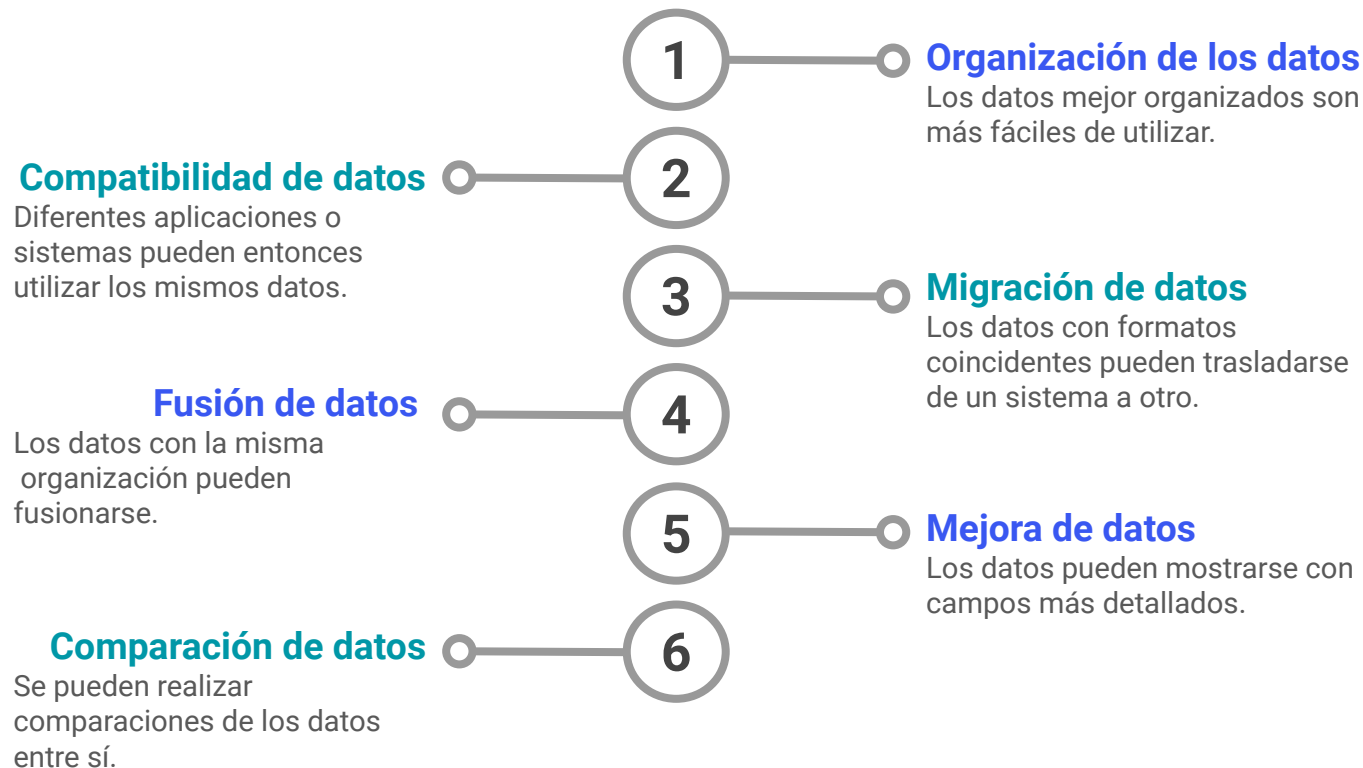 1
Organización de los datos
Los datos mejor organizados son
más fáciles de utilizar.
2
Compatibilidad de datos
Diferentes aplicaciones o
sistemas pueden entonces
utilizar los mismos datos.
3
Migración de datos
Los datos con formatos
coincidentes pueden trasladarse
de un sistema a otro.
4
Fusión de datos
Los datos con la misma
organización pueden
fusionarse.
5
Mejora de datos
Los datos pueden mostrarse con
campos más detallados.
6
Comparación de datos
Se pueden realizar
comparaciones de los datos
entre sí.